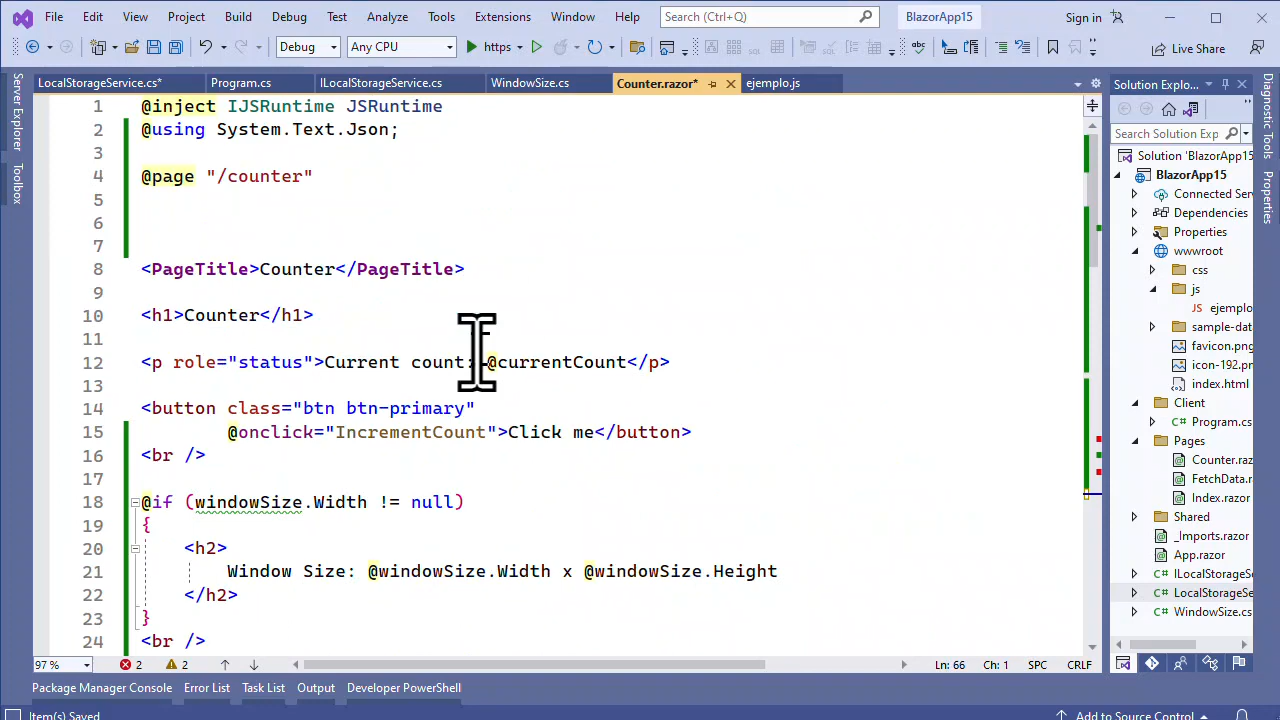 File Edit View Project Build Debug Test Analyze Tools Extensions Window Help Search (Ctrl+Q) BlazorApp15 Sign in
Debug Any CPU https Live Share
LocalStorageService.cs* Program.cs ILocalStorageService.cs WindowSize.cs Counter.razor* ejemplo.js
Server Explorer
Toolbox
1 @inject IJSRuntime JSRuntime
2 @using System.Text.Json;
3
4 @page "/counter"
5
6
7
8 <PageTitle>Counter</PageTitle>
9
10 <h1>Counter</h1>
11
12 <p role="status">Current count: @currentCount</p>
13
14 <button class="btn btn-primary"
15 @onclick="IncrementCount">Click me</button>
16 <br />
17
18 @if (windowSize.Width != null)
19 {
20 <h2>
21 Window Size: @windowSize.Width x @windowSize.Height
22 </h2>
23 }
24 <br />
97 % 2 2 Ln: 66 Ch: 1 SPC CRLF
Solution Explo...
Search Solution Exp
Solution 'BlazorApp15
BlazorApp15
Connected Serv
Dependencies
Properties
wwwroot
css
js
ejemplo
sample-dat
favicon.png
icon-192.pn
index.html
Client
Program.cs
Pages
Counter.raz
FetchData.r
Index.razor
Shared
_Imports.razor
App.razor
ILocalStorageSe
LocalStorageSe
WindowSize.cs
Diagnostic Tools
Properties
Package Manager Console Error List Task List Output Developer PowerShell
Item(s) Saved Add to Source Control